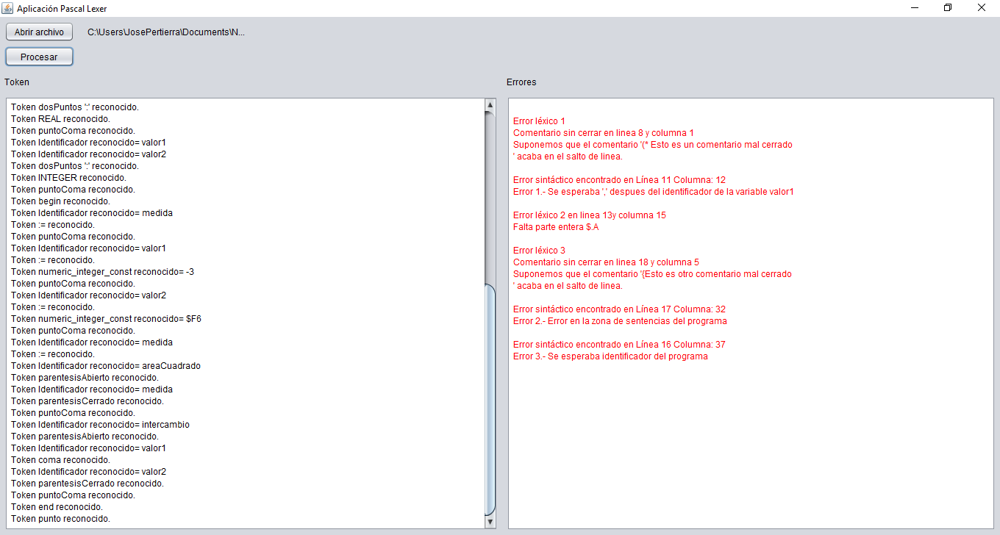 Aplicación Pascal Lexer
Abrir archivo C:\Users\JosePertierra\Documents\N...
Procesar
Token
Token dosPuntos ':' reconocido.
Token REAL reconocido.
Token puntoComa reconocido.
Token Identificador reconocido= valor1
Token Identificador reconocido= valor2
Token dosPuntos ':' reconocido.
Token INTEGER reconocido.
Token puntoComa reconocido.
Token begin reconocido.
Token Identificador reconocido= medida
Token := reconocido.
Token puntoComa reconocido.
Token Identificador reconocido= valor1
Token := reconocido.
Token numeric_integer_const reconocido= -3
Token puntoComa reconocido.
Token Identificador reconocido= valor2
Token := reconocido.
Token numeric_integer_const reconocido= $F6
Token puntoComa reconocido.
Token Identificador reconocido= medida
Token := reconocido.
Token Identificador reconocido= areaCuadrado
Token parentesisAbierto reconocido.
Token Identificador reconocido= medida
Token parentesisCerrado reconocido.
Token puntoComa reconocido.
Token Identificador reconocido= intercambio
Token parentesisAbierto reconocido.
Token Identificador reconocido= valor1
Token coma reconocido.
Token Identificador reconocido= valor2
Token parentesisCerrado reconocido.
Token puntoComa reconocido.
Token end reconocido.
Token punto reconocido.
Errores
Error léxico 1
Comentario sin cerrar en linea 8 y columna 1
Suponemos que el comentario '(* Esto es un comentario mal cerrado
' acaba en el salto de linea.
Error sintáctico encontrado en Línea 11 Columna: 12
Error 1.- Se esperaba ',' despues del identificador de la variable valor1
Error léxico 2 en linea 13y columna 15
Falta parte entera $.A
Error léxico 3
Comentario sin cerrar en linea 18 y columna 5
Suponemos que el comentario '{Esto es otro comentario mal cerrado
' acaba en el salto de linea.
Error sintáctico encontrado en Línea 17 Columna: 32
Error 2.- Error en la zona de sentencias del programa
Error sintáctico encontrado en Línea 16 Columna: 37
Error 3.- Se esperaba identificador del programa